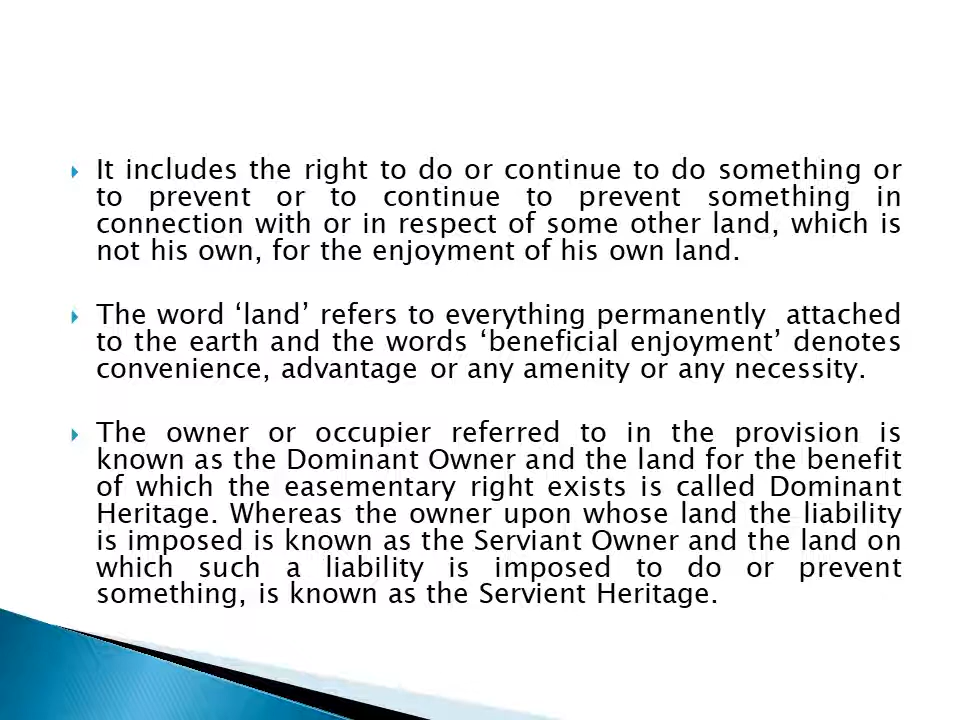 It includes the right to do or continue to do something or
to prevent or to continue to prevent something in
connection with or in respect of some other land, which is
not his own, for the enjoyment of his own land.
The word ‘land’ refers to everything permanently attached
to the earth and the words ‘beneficial enjoyment’ denotes
convenience, advantage or any amenity or any necessity.
The owner or occupier referred to in the provision is
known as the Dominant Owner and the land for the benefit
of which the easementary right exists is called Dominant
Heritage. Whereas the owner upon whose land the liability
is imposed is known as the Serviant Owner and the land on
which such a liability is imposed to do or prevent
something, is known as the Servient Heritage.